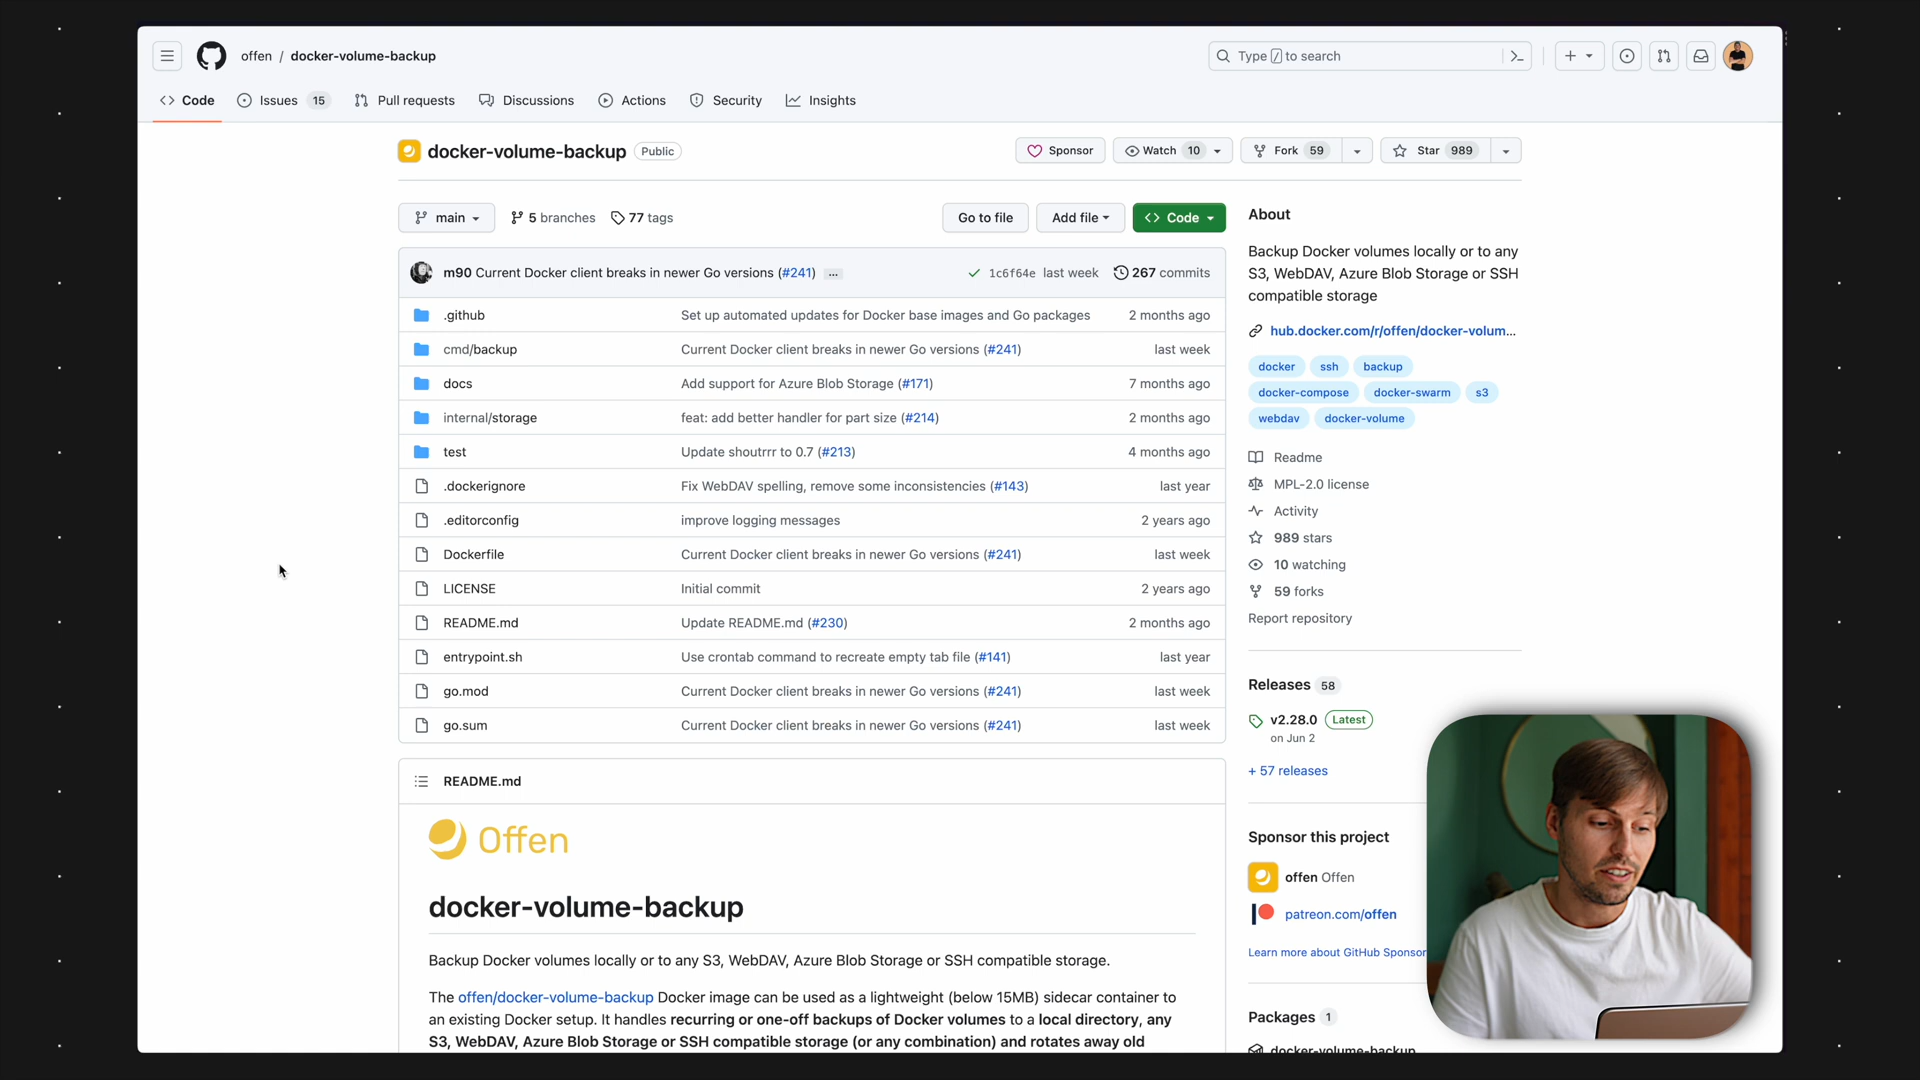 offen / docker-volume-backup
Type / to search
Code
Issues 15
Pull requests
Discussions
Actions
Security
Insights
docker-volume-backup Public
Sponsor
Watch 10
Fork 59
Star 989
main
5 branches
77 tags
Go to file
Add file
Code
m90 Current Docker client breaks in newer Go versions (#241) ...
1c6f64e last week
267 commits
.github Set up automated updates for Docker base images and Go packages 2 months ago
cmd/backup Current Docker client breaks in newer Go versions (#241) last week
docs Add support for Azure Blob Storage (#171) 7 months ago
internal/storage feat: add better handler for part size (#214) 2 months ago
test Update shoutrrr to 0.7 (#213) 4 months ago
.dockerignore Fix WebDAV spelling, remove some inconsistencies (#143) last year
.editorconfig improve logging messages 2 years ago
Dockerfile Current Docker client breaks in newer Go versions (#241) last week
LICENSE Initial commit 2 years ago
README.md Update README.md (#230) 2 months ago
entrypoint.sh Use crontab command to recreate empty tab file (#141) last year
go.mod Current Docker client breaks in newer Go versions (#241) last week
go.sum Current Docker client breaks in newer Go versions (#241) last week
README.md
Offen
docker-volume-backup
Backup Docker volumes locally or to any S3, WebDAV, Azure Blob Storage or SSH compatible storage.
The offen/docker-volume-backup Docker image can be used as a lightweight (below 15MB) sidecar container to
an existing Docker setup. It handles recurring or one-off backups of Docker volumes to a local directory, any
S3, WebDAV, Azure Blob Storage or SSH compatible storage (or any combination) and rotates away old
About
Backup Docker volumes locally or to any
S3, WebDAV, Azure Blob Storage or SSH
compatible storage
hub.docker.com/r/offen/docker-volum...
docker ssh backup
docker-compose docker-swarm s3
webdav docker-volume
Readme
MPL-2.0 license
Activity
989 stars
10 watching
59 forks
Report repository
Releases 58
v2.28.0 Latest
on Jun 2
+ 57 releases
Sponsor this project
offen Offen
patreon.com/offen
Learn more about GitHub Sponsor
Packages 1
docker-volume-backup